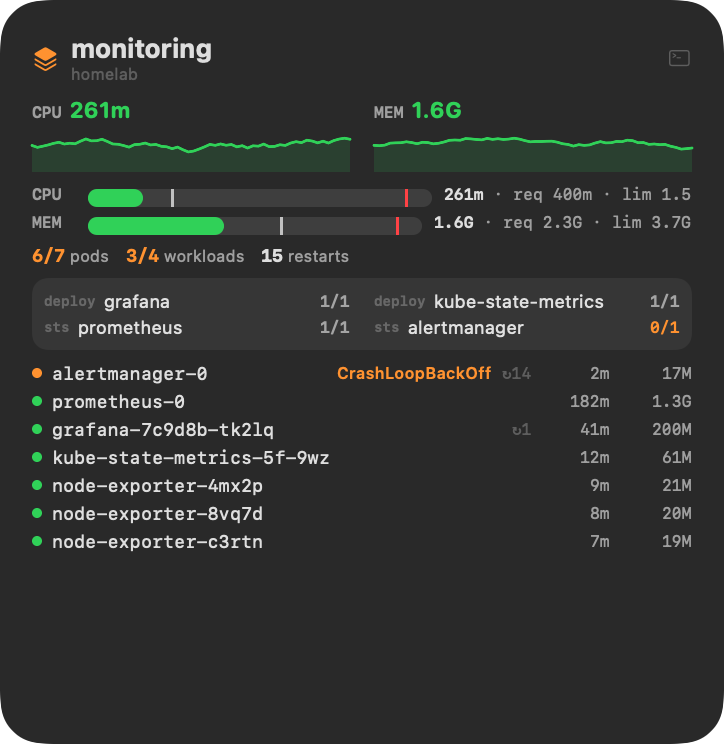 monitoring
homelab
CPU 261m
MEM 1.6G
CPU 261m · req 400m · lim 1.5
MEM 1.6G · req 2.3G · lim 3.7G
6/7 pods 3/4 workloads 15 restarts
deploy grafana 1/1 deploy kube-state-metrics 1/1
sts prometheus 1/1 sts alertmanager 0/1
alertmanager-0 CrashLoopBackOff ↻14 2m 17M
prometheus-0 182m 1.3G
grafana-7c9d8b-tk2lq ↻1 41m 200M
kube-state-metrics-5f-9wz 12m 61M
node-exporter-4mx2p 9m 21M
node-exporter-8vq7d 8m 20M
node-exporter-c3rtn 7m 19M